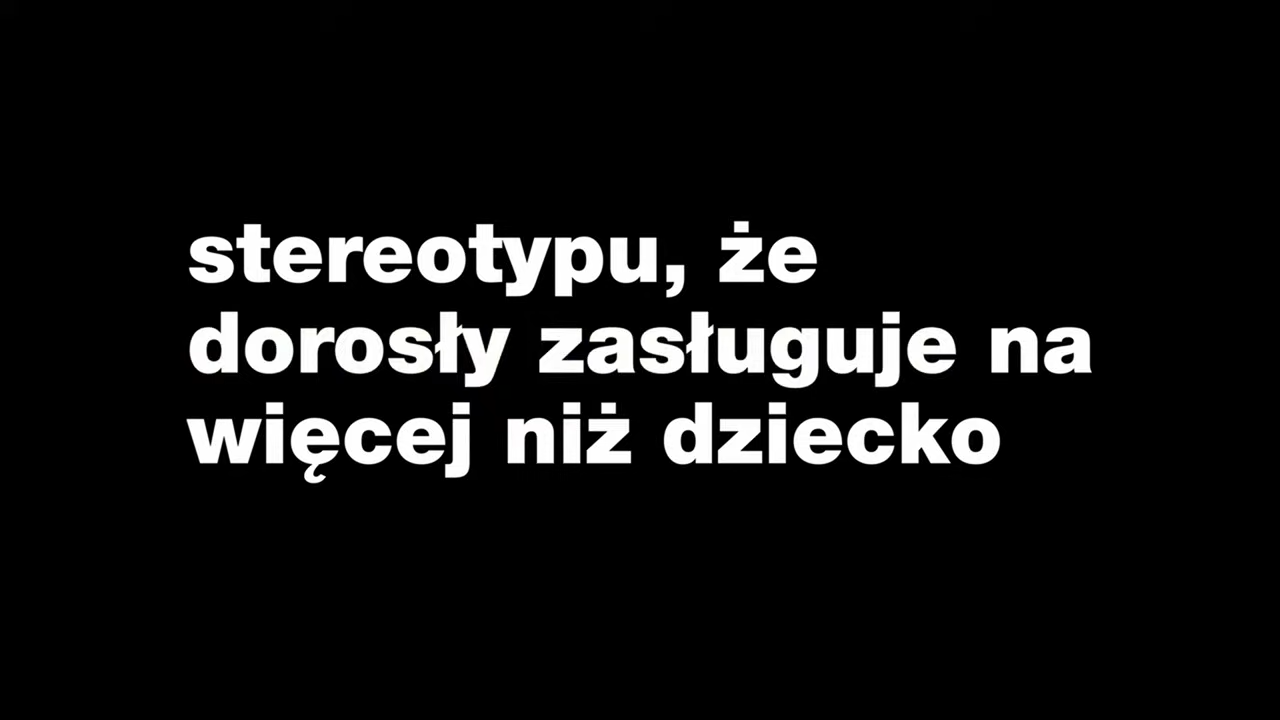 stereotypu, że
dorosły zasługuje na
więcej niż dziecko